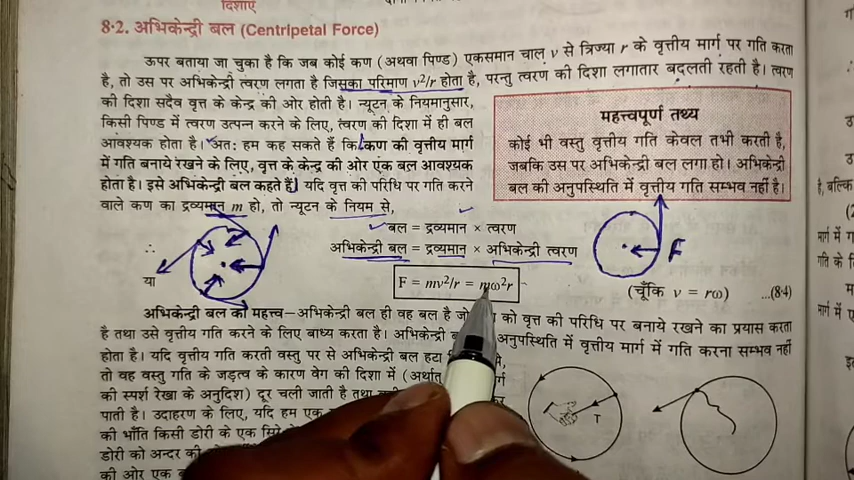 दिशाएँ
8·2. अभिकेन्द्री बल (Centripetal Force)
ऊपर बताया जा चुका है कि जब कोई कण (अथवा पिण्ड) एकसमान चाल v से त्रिज्या r के वृत्तीय मार्ग पर गति करता
है, तो उस पर अभिकेन्द्री त्वरण लगता है जिसका परिमाण v²/r होता है, परन्तु त्वरण की दिशा लगातार बदलती रहती है। त्वरण
की दिशा सदैव वृत्त के केन्द्र की ओर होती है। न्यूटन के नियमानुसार,
किसी पिण्ड में त्वरण उत्पन्न करने के लिए, त्वरण की दिशा में ही बल
आवश्यक होता है। अत: हम कह सकते हैं कि कण की वृत्तीय मार्ग
में गति बनाये रखने के लिए, वृत्त के केन्द्र की ओर एक बल आवश्यक
होता है। इसे अभिकेन्द्री बल कहते हैं। यदि वृत्त की परिधि पर गति करने
वाले कण का द्रव्यमान m हो, तो न्यूटन के नियम से,
महत्त्वपूर्ण तथ्य
कोई भी वस्तु वृत्तीय गति केवल तभी करती है,
जबकि उस पर अभिकेन्द्री बल लगा हो। अभिकेन्द्री
बल की अनुपस्थिति में वृत्तीय गति सम्भव नहीं है।
बल = द्रव्यमान × त्वरण
∴ अभिकेन्द्री बल = द्रव्यमान × अभिकेन्द्री त्वरण
F
या F = mv²/r = mω²r (चूँकि v = rω) ...(8·4)
अभिकेन्द्री बल का महत्त्व–अभिकेन्द्री बल ही वह बल है जो को वृत्त की परिधि पर बनाये रखने का प्रयास करता
है तथा उसे वृत्तीय गति करने के लिए बाध्य करता है। अभिकेन्द्री अनुपस्थिति में वृत्तीय मार्ग में गति करना सम्भव नहीं
होता है। यदि वृत्तीय गति करती वस्तु पर से अभिकेन्द्री बल हटा
तो वह वस्तु गति के जड़त्व के कारण वेग की दिशा में (अर्थात्
की स्पर्श रेखा के अनुदिश) दूर चली जाती है तथा
पाती है। उदाहरण के लिए, यदि हम एक
की भाँति किसी डोरी के एक सिरे
डोरी को अन्दर की
की ओर एक
T